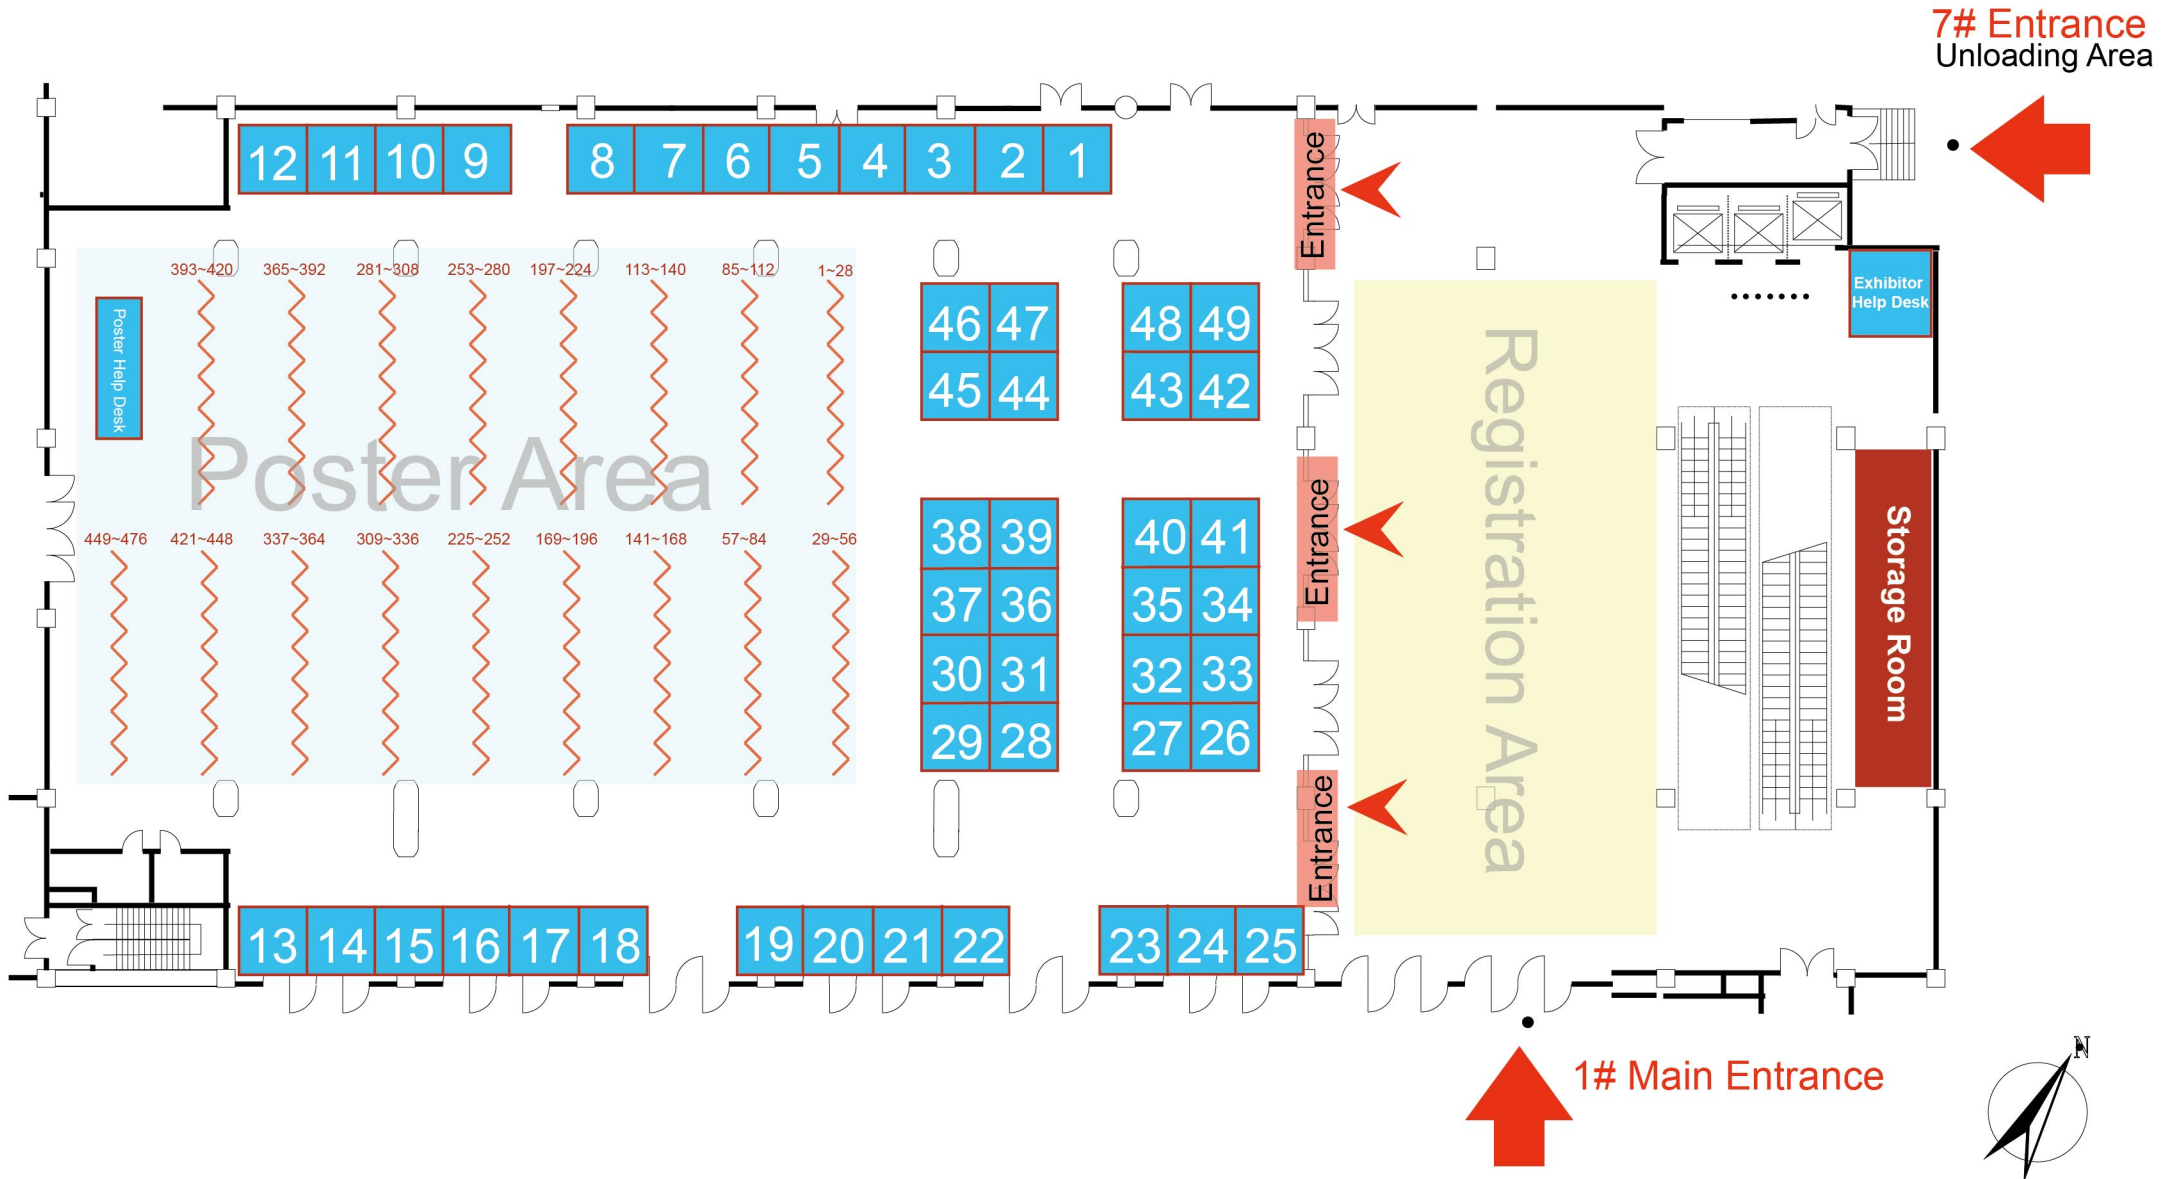 7# Entrance
Unloading Area
12 11 10 9 8 7 6 5 4 3 2 1
Entrance
393~420 365~392 281~308 253~280 197~224 113~140 85~112 1~28
Exhibitor
Help Desk
Poster Help Desk
46 47 48 49
45 44 43 42
Poster Area
Registration Area
Entrance
Storage Room
449~476 421~448 337~364 309~336 225~252 169~196 141~168 57~84 29~56
38 39 40 41
37 36 35 34
30 31 32 33
29 28 27 26
Entrance
13 14 15 16 17 18 19 20 21 22 23 24 25
1# Main Entrance
N